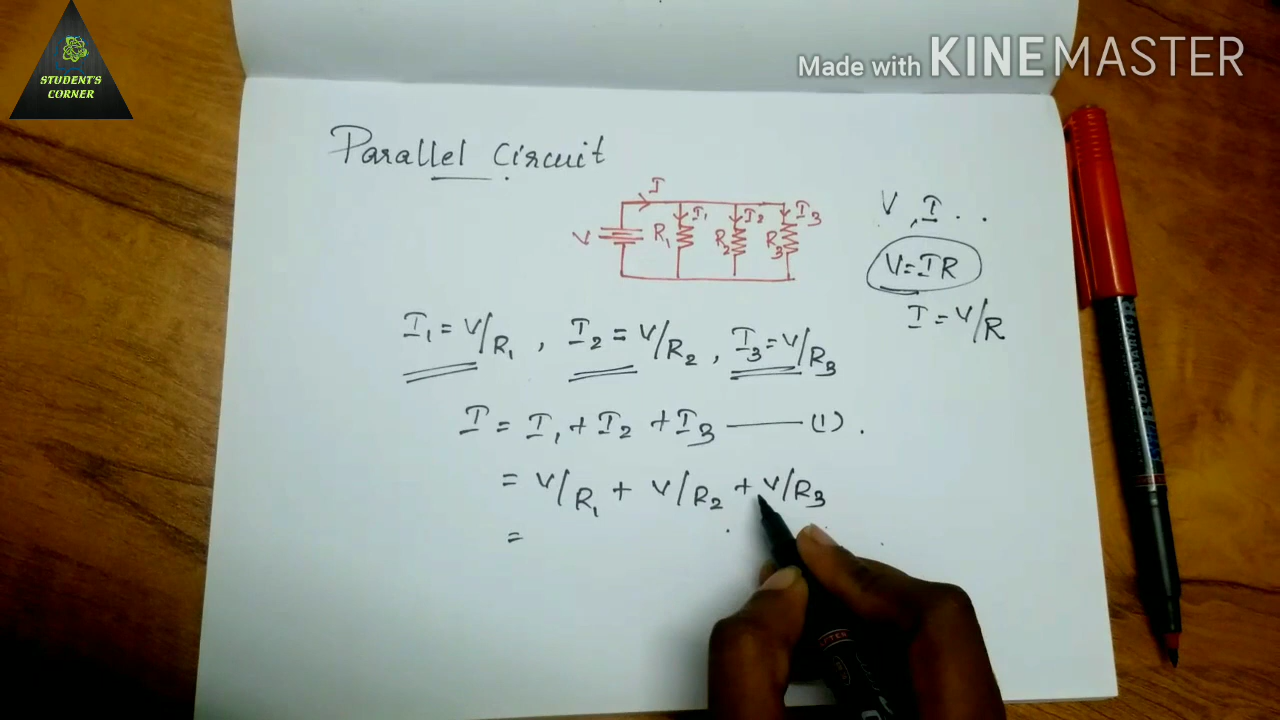 STUDENT'S
CORNER
Made with KINEMASTER
Parallel Circuit
I
V R1 I1 R2 I2 R3 I3
V, I . .
V=IR
I = V/R
I1 = V/R1 , I2 = V/R2 , I3 = V/R3
I = I1 + I2 + I3 —— (1) .
= V/R1 + V/R2 + V/R3
=